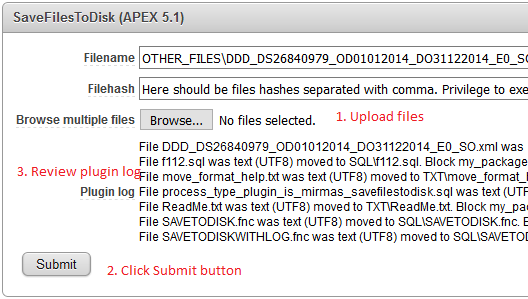 SaveFilesToDisk (APEX 5.1)
Filename OTHER_FILES\DDD_DS26840979_OD01012014_DO31122014_E0_SO
Filehash Here should be files hashes separated with comma. Privilege to exe
Browse multiple files Browse... No files selected. 1. Upload files
File DDD_DS26840979_OD01012014_DO31122014_E0_SO.xml was
File f112.sql was text (UTF8) moved to SQL\f112.sql. Block my_package
3. Review plugin log File move_format_help.txt was text (UTF8) moved to TXT\move_format_h
Plugin log File process_type_plugin_is_mirmas_savefilestodisk.sql was text (UTF
File ReadMe.txt was text (UTF8) moved to TXT\ReadMe.txt. Block my_pa
File SAVETODISK.fnc was text (UTF8) moved to SQL\SAVETODISK.fnc. E
File SAVETODISKWITHLOG.fnc was text (UTF8) moved to SQL\SAVETO
Submit 2. Click Submit button